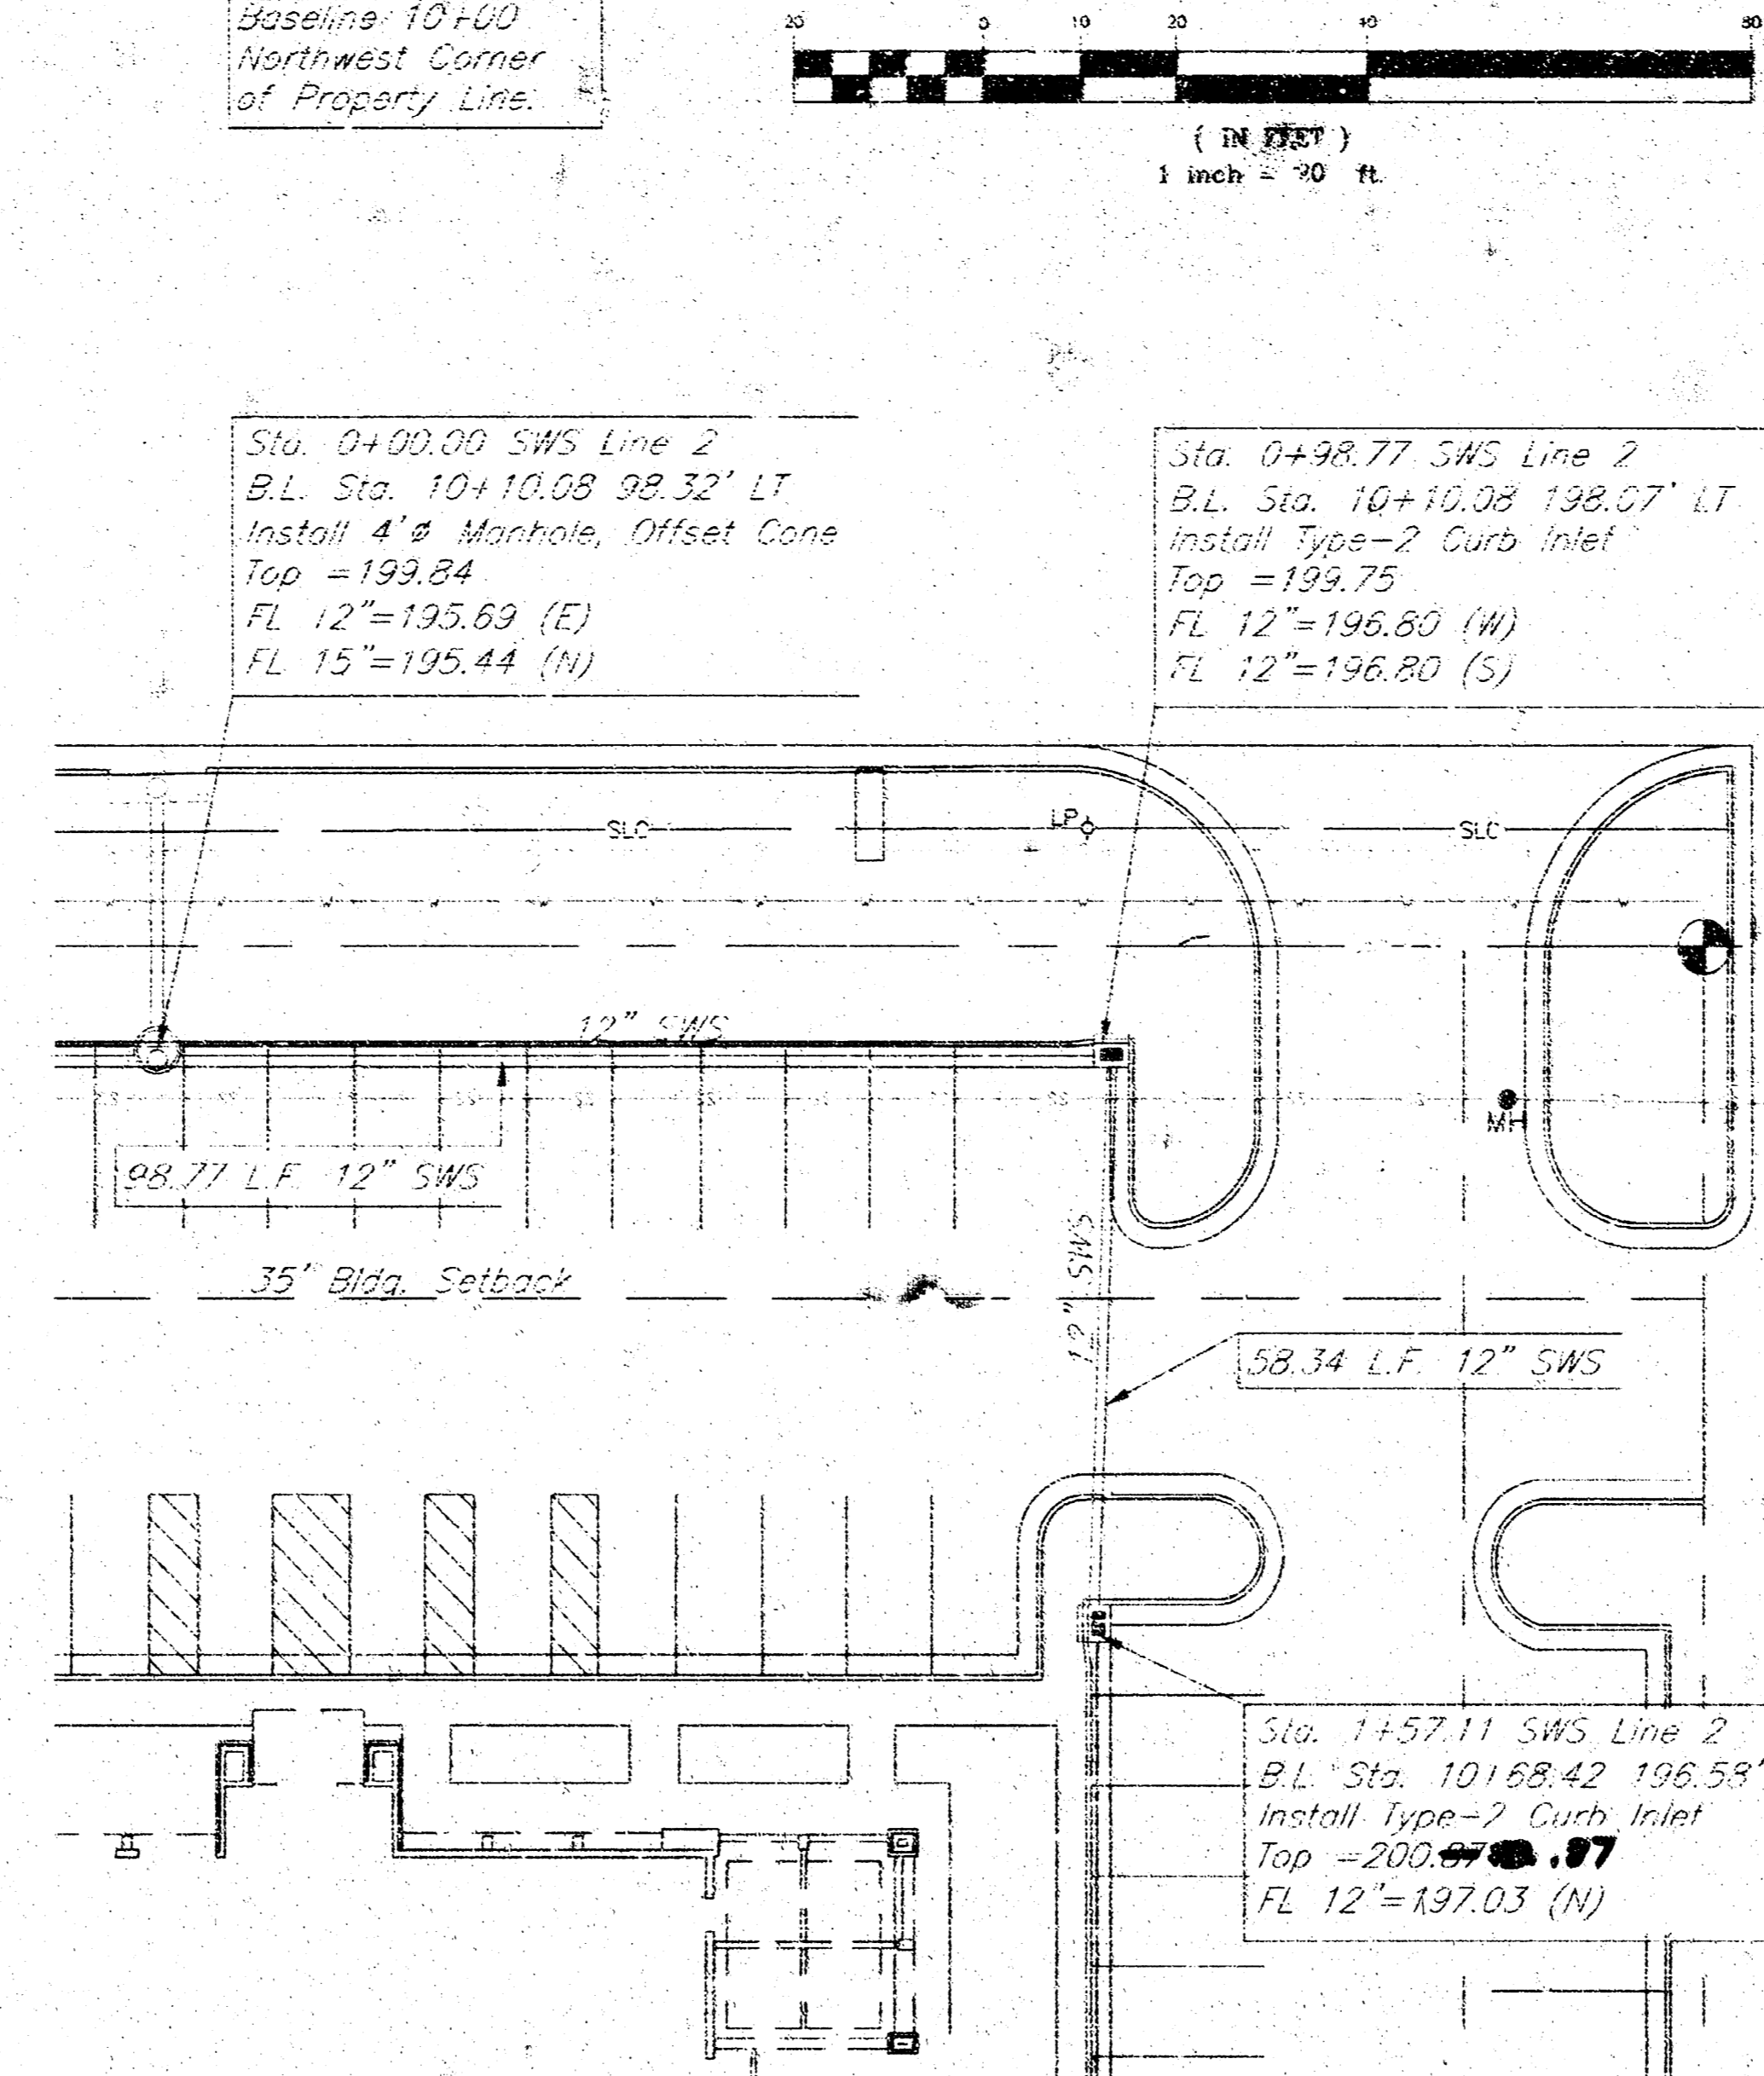 Baseline 10+00
Northwest Corner
of Property Line.
20 0 10 20 40 80
( IN FEET )
1 inch = 20 ft.
Sta. 0+00.00 SWS Line 2
B.L. Sta. 10+10.08 98.32' LT
Install 4'ø Manhole, Offset Cone
Top =199.84
FL 12"=195.69 (E)
FL 15"=195.44 (N)
Sta. 0+98.77 SWS Line 2
B.L. Sta. 10+10.08 198.07' LT
Install Type-2 Curb Inlet
Top =199.75
FL 12"=196.80 (W)
FL 12"=196.80 (S)
SLC
LP
SLC
12" SWS
MH
98.77 L.F. 12" SWS
12" SWS
35' Bldg. Setback
58.34 L.F. 12" SWS
Sta. 1+57.11 SWS Line 2
B.L. Sta. 10+68.42 196.58'
Install Type-2 Curb Inlet
Top =200.87 .97
FL 12"=197.03 (N)